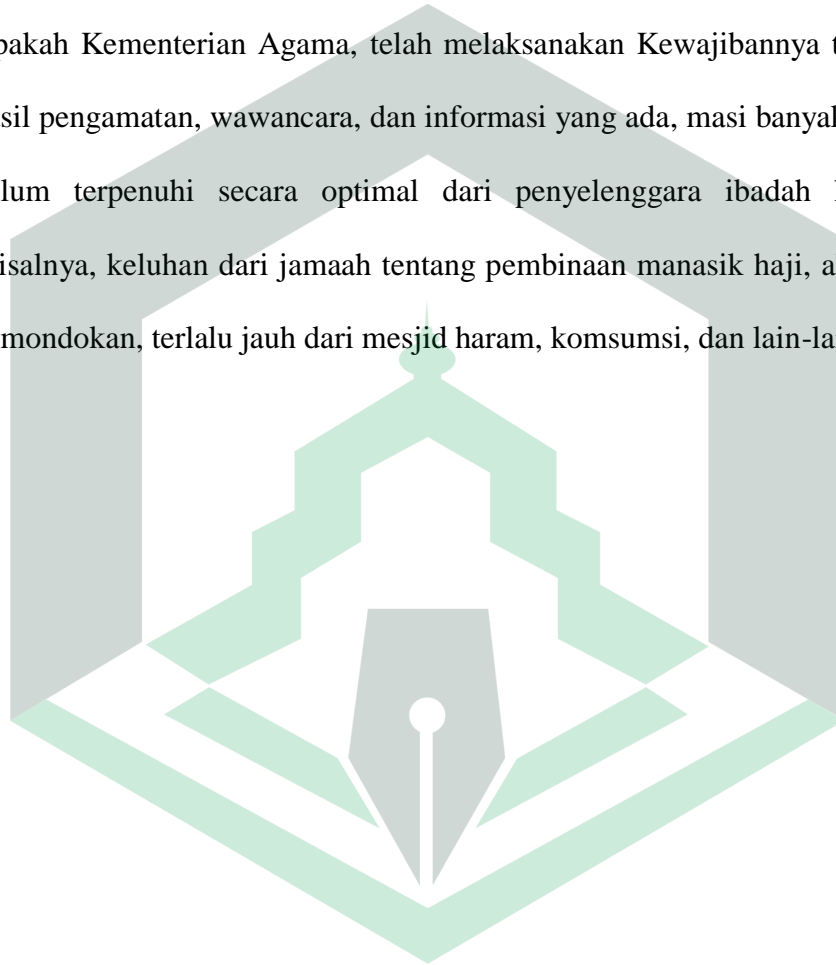 pakah Kementerian Agama, telah melaksanakan Kewajibannya
sil pengamatan, wawancara, dan informasi yang ada, masi
lum terpenuhi secara optimal dari penyelenggara ibadah
isalnya, keluhan dari jamaah tentang pembinaan manasik haji,
mondokan, terlalu jauh dari mesjid haram, komsumsi, dan lain-la